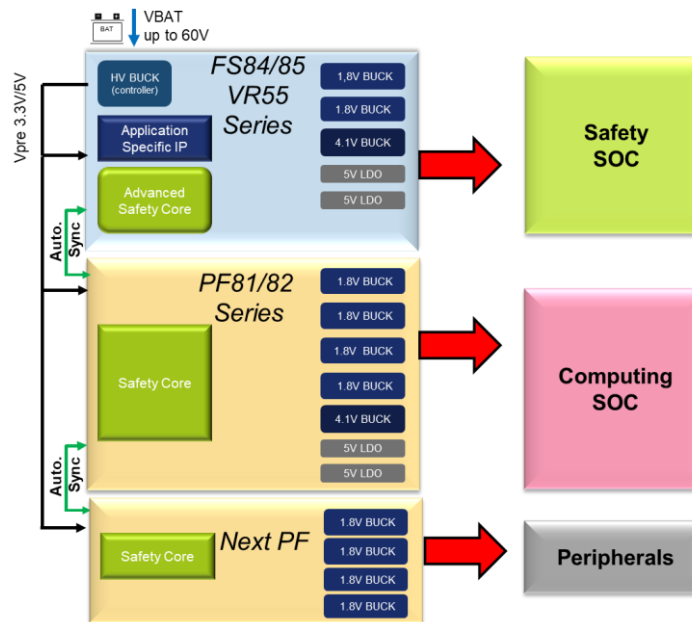 BAT
VBAT
up to 60V
Vpre 3.3V/5V
HV BUCK
(controller)
FS84/85
VR55
Series
Application
Specific IP
Advanced
Safety Core
1,8V BUCK
1.8V BUCK
4.1V BUCK
5V LDO
5V LDO
Safety
SOC
Auto.
Sync
PF81/82
Series
Safety Core
1.8V BUCK
1.8V BUCK
1.8V BUCK
1.8V BUCK
4.1V BUCK
5V LDO
5V LDO
Computing
SOC
Auto.
Sync
Safety Core
Next PF
1.8V BUCK
1.8V BUCK
1.8V BUCK
1.8V BUCK
Peripherals